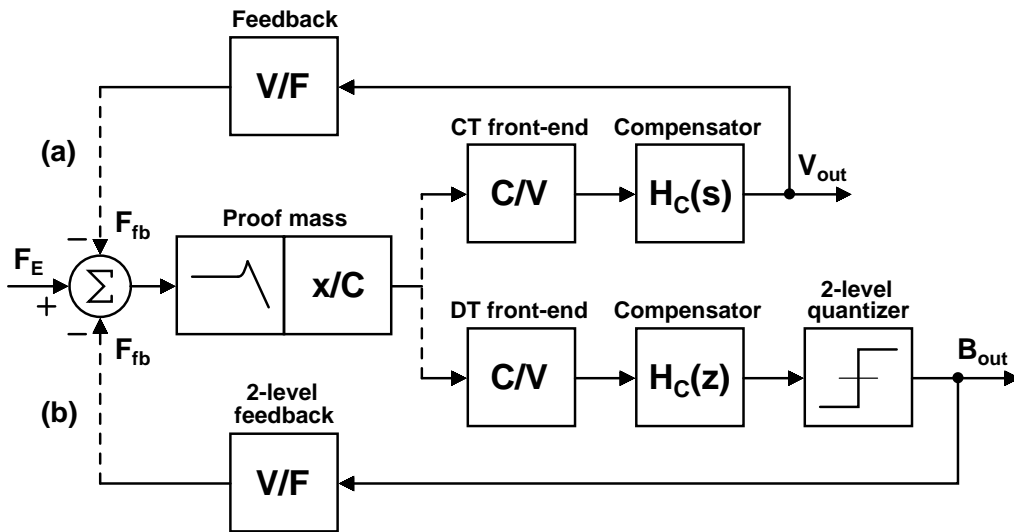 Feedback
V/F
CT front-end
Compensator
(a)
C/V
H_C(s)
V_out
F_fb
Proof mass
F_E
−
+
Σ
x/C
−
F_fb
DT front-end
Compensator
2-level
quantizer
C/V
H_C(z)
B_out
(b)
2-level
feedback
V/F